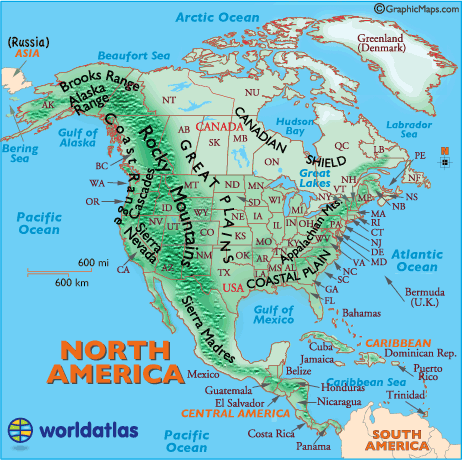 ©GraphicMaps.com
Arctic Ocean
Greenland
(Denmark)
(Russia)
ASIA
Beaufort Sea
Brooks Range
Alaska
Range
AK
Bering
Sea
Gulf of
Alaska
NT
NU
Hudson
Bay
Labrador
Sea
Coast Range
Rocky Mountains
GREAT PLAINS
CANADA
CANADIAN
SHIELD
BC
AB
SK
MB
ON
QC
LB
PE
NF
NS
NB
Great
Lakes
WA
OR
CA
Cascades
Sierra
Nevada
Pacific
Ocean
600 mi
600 km
MT
ND
MN
ID
WY
SD
WI
MI
NV
UT
NE
IA
IL
IN
OH
PA
NY
VT
NH
ME
MA
RI
CT
NJ
DE
MD
VA
CO
KS
MO
KY
AZ
NM
OK
AR
TX
LA
MS
AL
NC
SC
GA
FL
USA
Appalachian Mts.
COASTAL PLAIN
Atlantic
Ocean
Bermuda
(U.K.)
Sierra Madres
Gulf of
Mexico
Bahamas
NORTH
AMERICA
Mexico
Cuba
Jamaica
CARIBBEAN
Dominican Rep.
Puerto
Rico
Caribbean Sea
Trinidad
Belize
Honduras
Guatemala
El Salvador
Nicaragua
CENTRAL AMERICA
Costa Rica
Panama
Pacific
Ocean
SOUTH
AMERICA
worldatlas